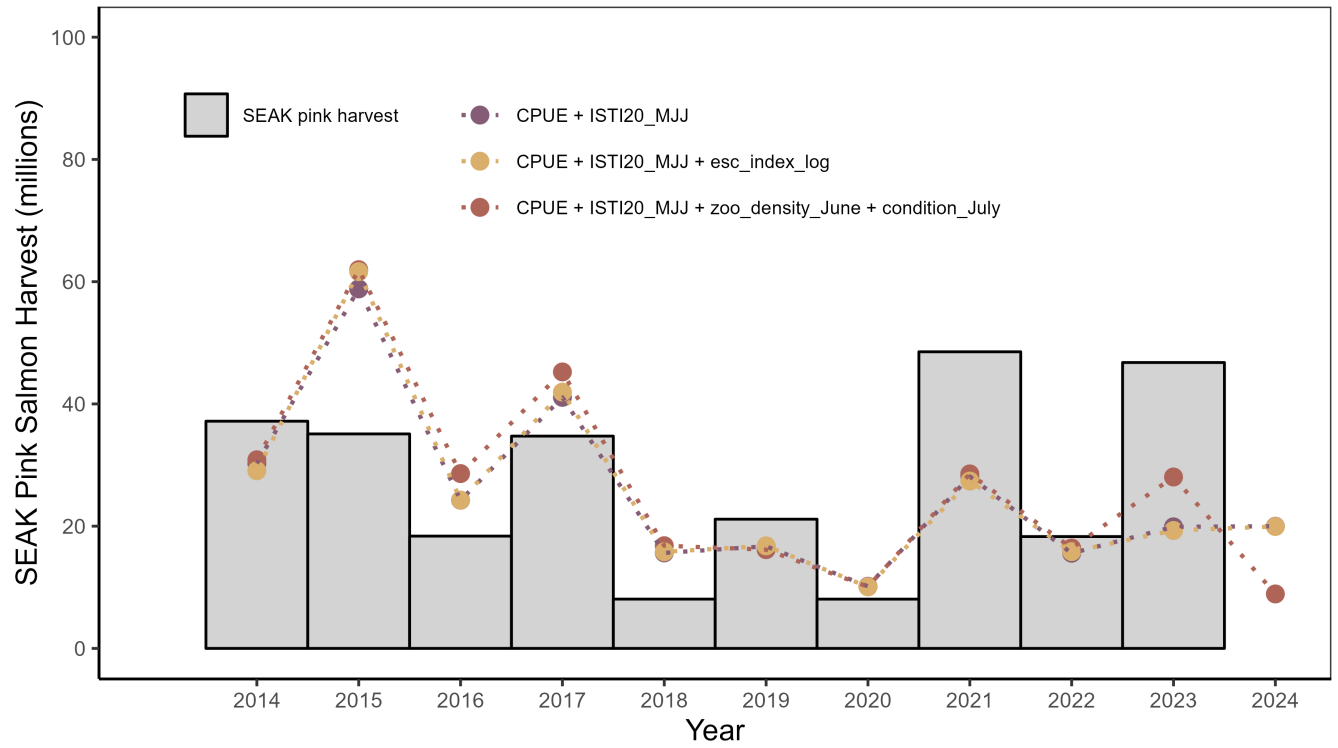 SEAK Pink Salmon Harvest (millions)
100
80
60
40
20
0
SEAK pink harvest
CPUE + ISTI20_MJJ
CPUE + ISTI20_MJJ + esc_index_log
CPUE + ISTI20_MJJ + zoo_density_June + condition_July
2014 2015 2016 2017 2018 2019 2020 2021 2022 2023 2024
Year